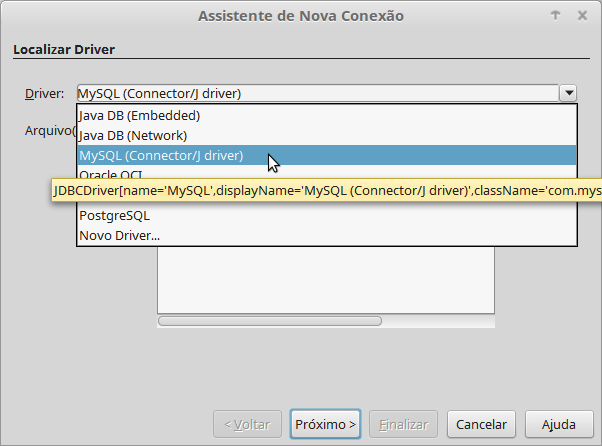 Assistente de Nova Conexão
Localizar Driver
Driver: MySQL (Connector/J driver)
Java DB (Embedded)
Arquivo(
Java DB (Network)
MySQL (Connector/J driver)
Oracle OCI
JDBCDriver[name='MySQL',displayName='MySQL (Connector/J driver)',className='com.mys
PostgreSQL
Novo Driver...
< Voltar
Próximo >
Finalizar
Cancelar
Ajuda